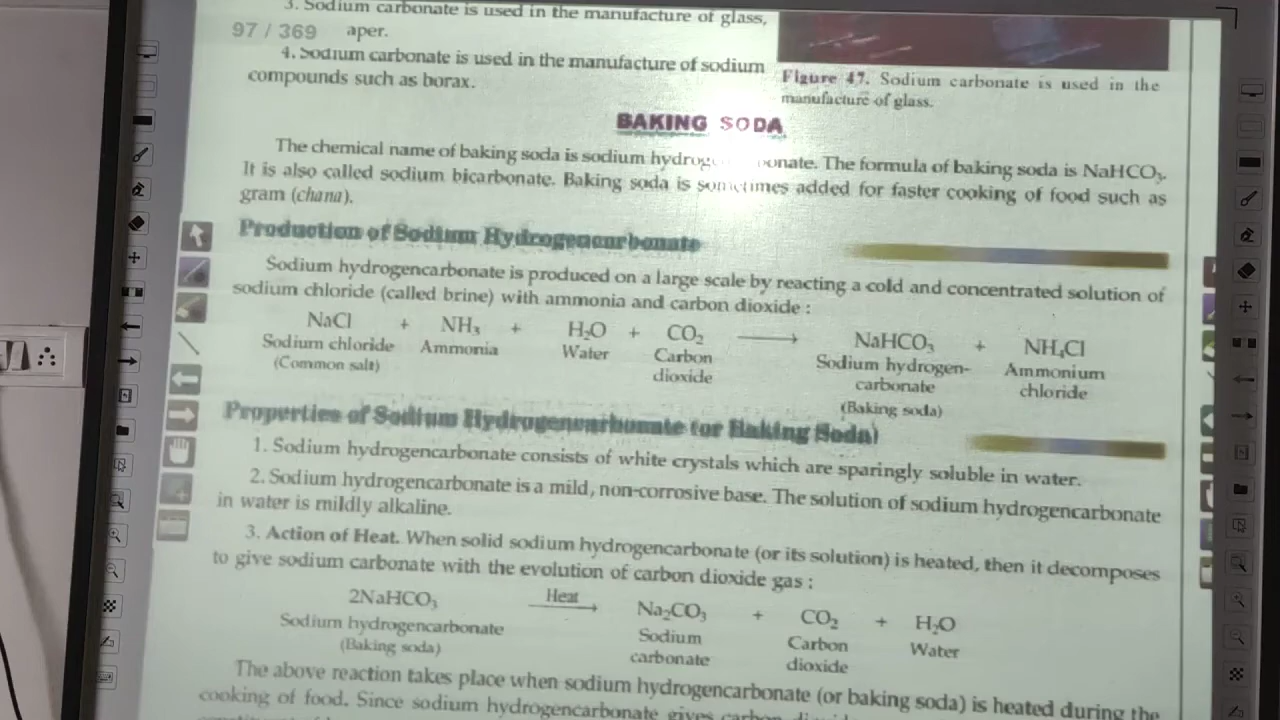 3. Sodium carbonate is used in the manufacture of glass,
97 / 369 aper.
4. Sodium carbonate is used in the manufacture of sodium
compounds such as borax.
Figure 47. Sodium carbonate is used in the
manufacture of glass.
BAKING SODA
The chemical name of baking soda is sodium hydrog onate. The formula of baking soda is NaHCO₃.
It is also called sodium bicarbonate. Baking soda is sometimes added for faster cooking of food such as
gram (chana).
Production of Sodium Hydrogencarbonate
Sodium hydrogencarbonate is produced on a large scale by reacting a cold and concentrated solution of
sodium chloride (called brine) with ammonia and carbon dioxide :
NaCl + NH₃ + H₂O + CO₂ ⟶ NaHCO₃ + NH₄Cl
Sodium chloride Ammonia Water Carbon Sodium hydrogen- Ammonium
(Common salt) dioxide carbonate chloride
(Baking soda)
Properties of Sodium Hydrogencarbonate (or Baking Soda)
1. Sodium hydrogencarbonate consists of white crystals which are sparingly soluble in water.
2. Sodium hydrogencarbonate is a mild, non-corrosive base. The solution of sodium hydrogencarbonate
in water is mildly alkaline.
3. Action of Heat. When solid sodium hydrogencarbonate (or its solution) is heated, then it decomposes
to give sodium carbonate with the evolution of carbon dioxide gas :
2NaHCO₃ Heat ⟶ Na₂CO₃ + CO₂ + H₂O
Sodium hydrogencarbonate Sodium Carbon Water
(Baking soda) carbonate dioxide
The above reaction takes place when sodium hydrogencarbonate (or baking soda) is heated during the
cooking of food. Since sodium hydrogencarbonate gives carbon